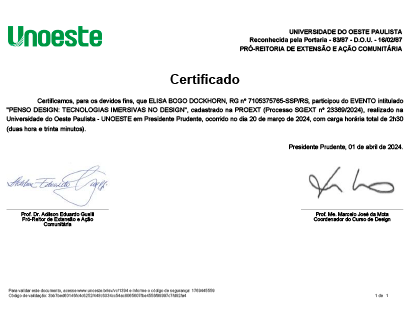 Unoeste
UNIVERSIDADE DO OESTE PAULISTA
Reconhecida pela Portaria - 83/87 - D.O.U. - 16/02/87
PRÓ-REITORIA DE EXTENSÃO E AÇÃO COMUNITÁRIA
Certificado
Certificamos, para os devidos fins, que ELISA BOGO DOCKHORN, RG nº 7105375765-SSP/RS, participou do EVENTO intitulado
"PENSO DESIGN: TECNOLOGIAS IMERSIVAS NO DESIGN", cadastrado na PROEXT (Processo SGEXT nº 23369/2024), realizado na
Universidade do Oeste Paulista - UNOESTE em Presidente Prudente, ocorrido no dia 20 de março de 2024, com carga horária total de 2h30
(duas hora e trinta minutos).
Presidente Prudente, 01 de abril de 2024.
Prof. Dr. Adilson Eduardo Guelfi
Pró-Reitor de Extensão e Ação
Comunitária
Prof. Me. Marcelo José da Mota
Coordenador do Curso de Design
Para validar este documento, acesse www.unoeste.br e informe o código de segurança:
Código de validação:
1 de 1